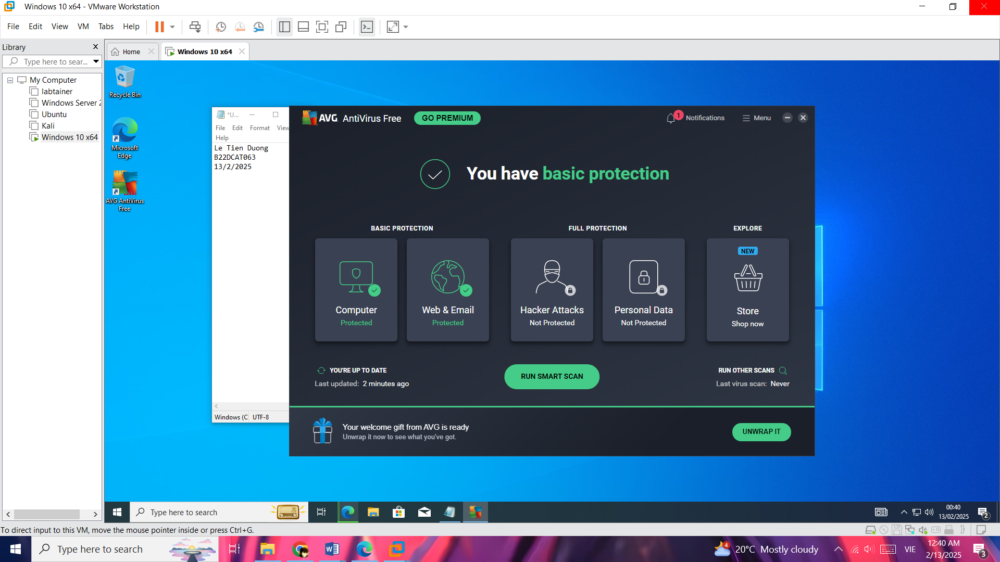 Windows 10 x64 - VMware Workstation
File Edit View VM Tabs Help
Library
Type here to sear...
My Computer
labtainer
Windows Server 2
Ubuntu
Kali
Windows 10 x64
Home
Windows 10 x64
Recycle Bin
Microsoft
Edge
AVG AntiVirus
Free
*U...
File Edit Format View
Help
Le Tien Duong
B22DCAT063
13/2/2025
Windows (C UTF-8
AVG AntiVirus Free
GO PREMIUM
1
Notifications
Menu
You have basic protection
BASIC PROTECTION
FULL PROTECTION
EXPLORE
Computer
Protected
Web & Email
Protected
Hacker Attacks
Not Protected
Personal Data
Not Protected
NEW
Store
Shop now
YOU'RE UP TO DATE
Last updated: 2 minutes ago
RUN SMART SCAN
RUN OTHER SCANS
Last virus scan: Never
Your welcome gift from AVG is ready
Unwrap it now to see what you've got.
UNWRAP IT
Type here to search
00:40
13/02/2025
2
To direct input to this VM, move the mouse pointer inside or press Ctrl+G.
Type here to search
4
20°C Mostly cloudy
VIE
12:40 AM
2/13/2025
3